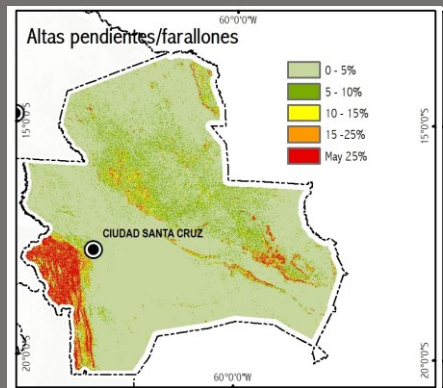 60°0'0"W
Altas pendientes/farallones
0 - 5%
5 - 10%
10 - 15%
15 -25%
May 25%
15°0'0"S
15°0'0"S
CIUDAD SANTA CRUZ
20°0'0"S
20°0'0"S
60°0'0"W